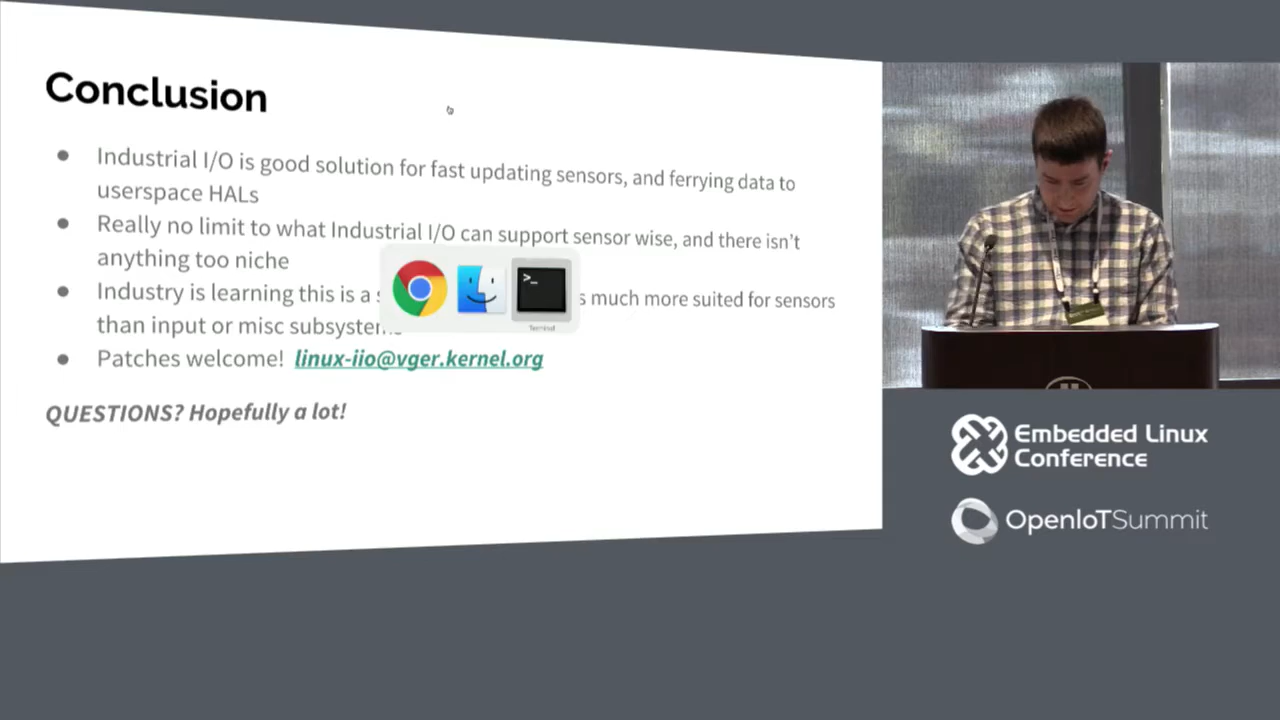 Conclusion
● Industrial I/O is good solution for fast updating sensors, and ferrying data to
userspace HALs
● Really no limit to what Industrial I/O can support sensor wise, and there isn't
anything too niche
● Industry is learning this is a s much more suited for sensors
than input or misc subsystems
● Patches welcome! linux-iio@vger.kernel.org
QUESTIONS? Hopefully a lot!
>_
Terminal
Embedded Linux
Conference
OpenIoTSummit